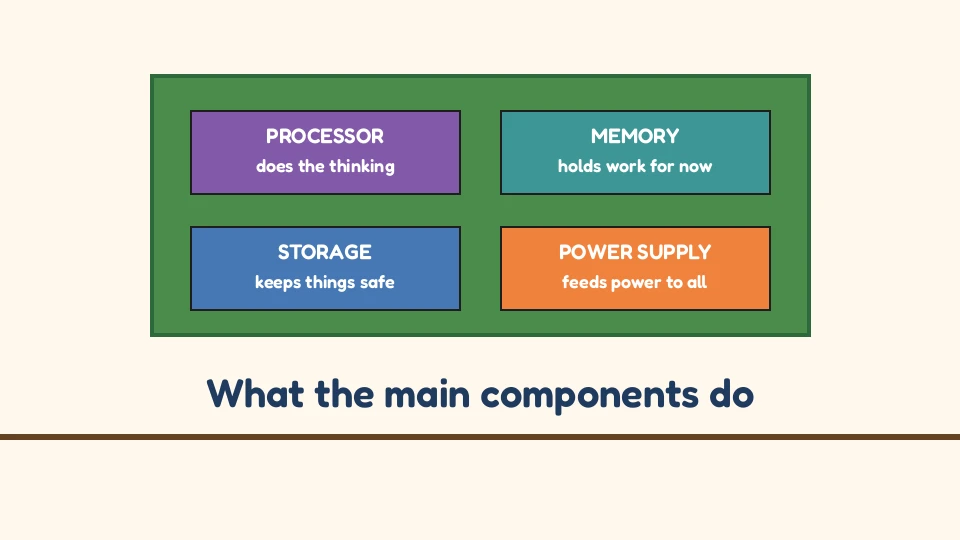 PROCESSOR
does the thinking
MEMORY
holds work for now
STORAGE
keeps things safe
POWER SUPPLY
feeds power to all
What the main components do